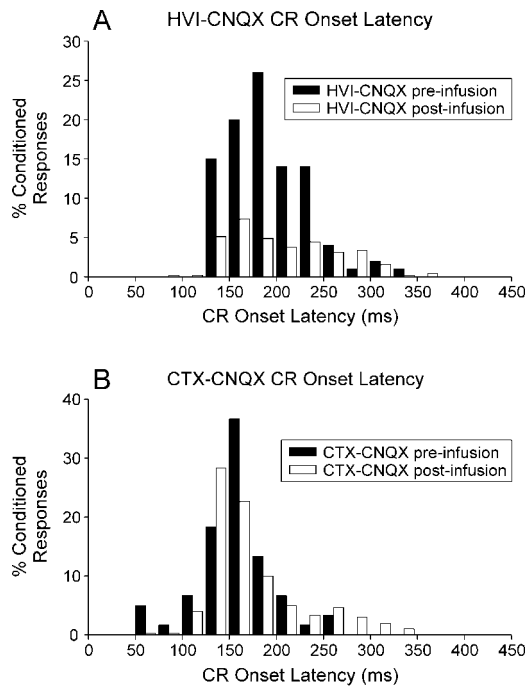 A
HVI-CNQX CR Onset Latency
30
25
20
15
10
5
0
% Conditioned
Responses
HVI-CNQX pre-infusion
HVI-CNQX post-infusion
0 50 100 150 200 250 300 350 400 450
CR Onset Latency (ms)
B
CTX-CNQX CR Onset Latency
40
30
20
10
0
% Conditioned
Responses
CTX-CNQX pre-infusion
CTX-CNQX post-infusion
0 50 100 150 200 250 300 350 400 450
CR Onset Latency (ms)